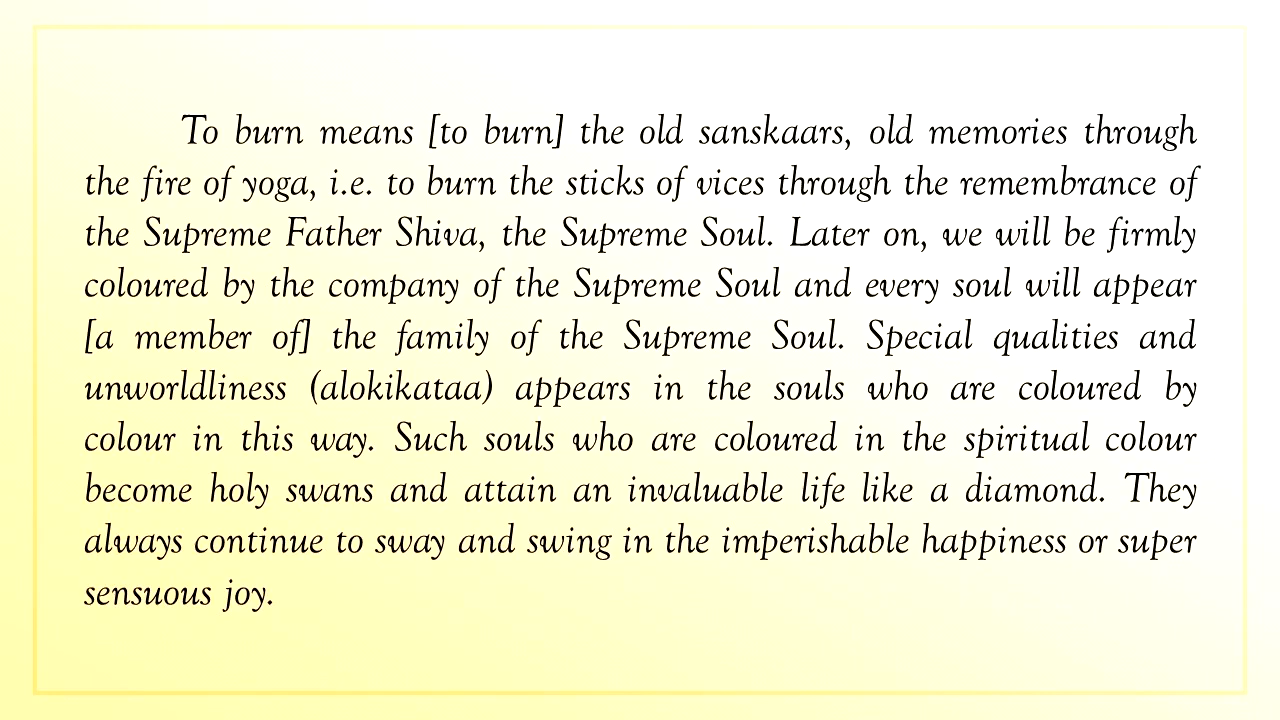 To burn means [to burn] the old sanskaars, old memories through
the fire of yoga, i.e. to burn the sticks of vices through the remembrance of
the Supreme Father Shiva, the Supreme Soul. Later on, we will be firmly
coloured by the company of the Supreme Soul and every soul will appear
[a member of] the family of the Supreme Soul. Special qualities and
unworldliness (alokikataa) appears in the souls who are coloured by
colour in this way. Such souls who are coloured in the spiritual colour
become holy swans and attain an invaluable life like a diamond. They
always continue to sway and swing in the imperishable happiness or super
sensuous joy.